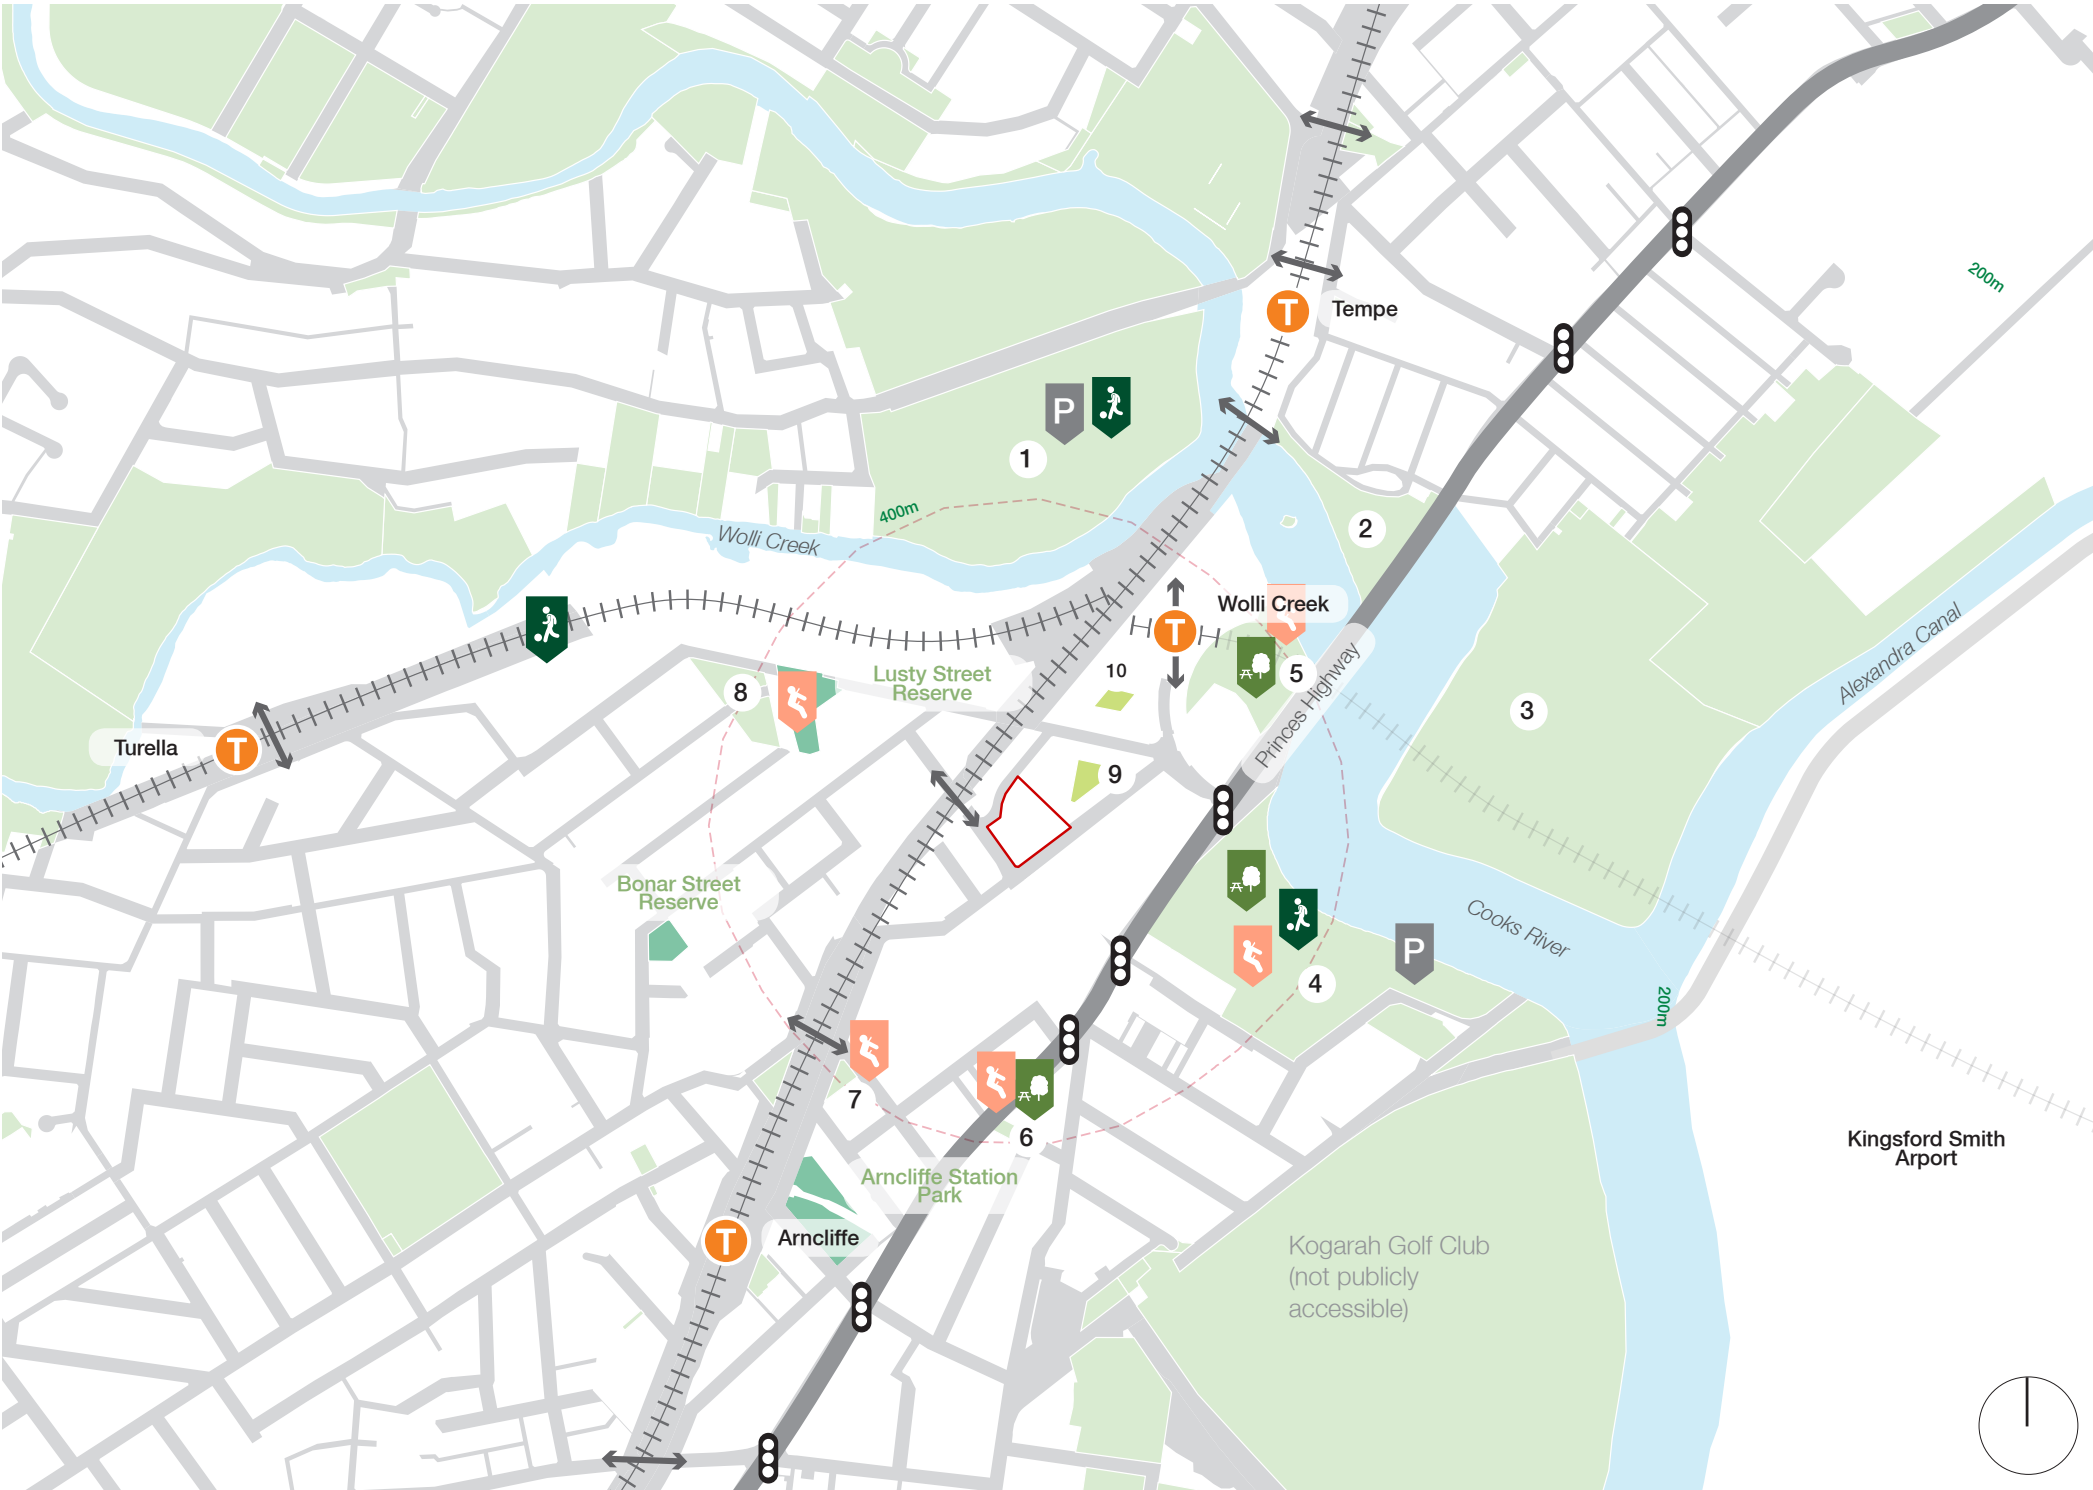 200m
T
Tempe
P
1
400m
2
Wolli Creek
Wolli Creek
T
Alexandra Canal
10
5
Lusty Street
Reserve
8
Princes Highway
3
Turella
T
9
Bonar Street
Reserve
Cooks River
P
4
200m
7
6
Kingsford Smith
Arport
Arncliffe Station
Park
T
Arncliffe
Kogarah Golf Club
(not publicly
accessible)